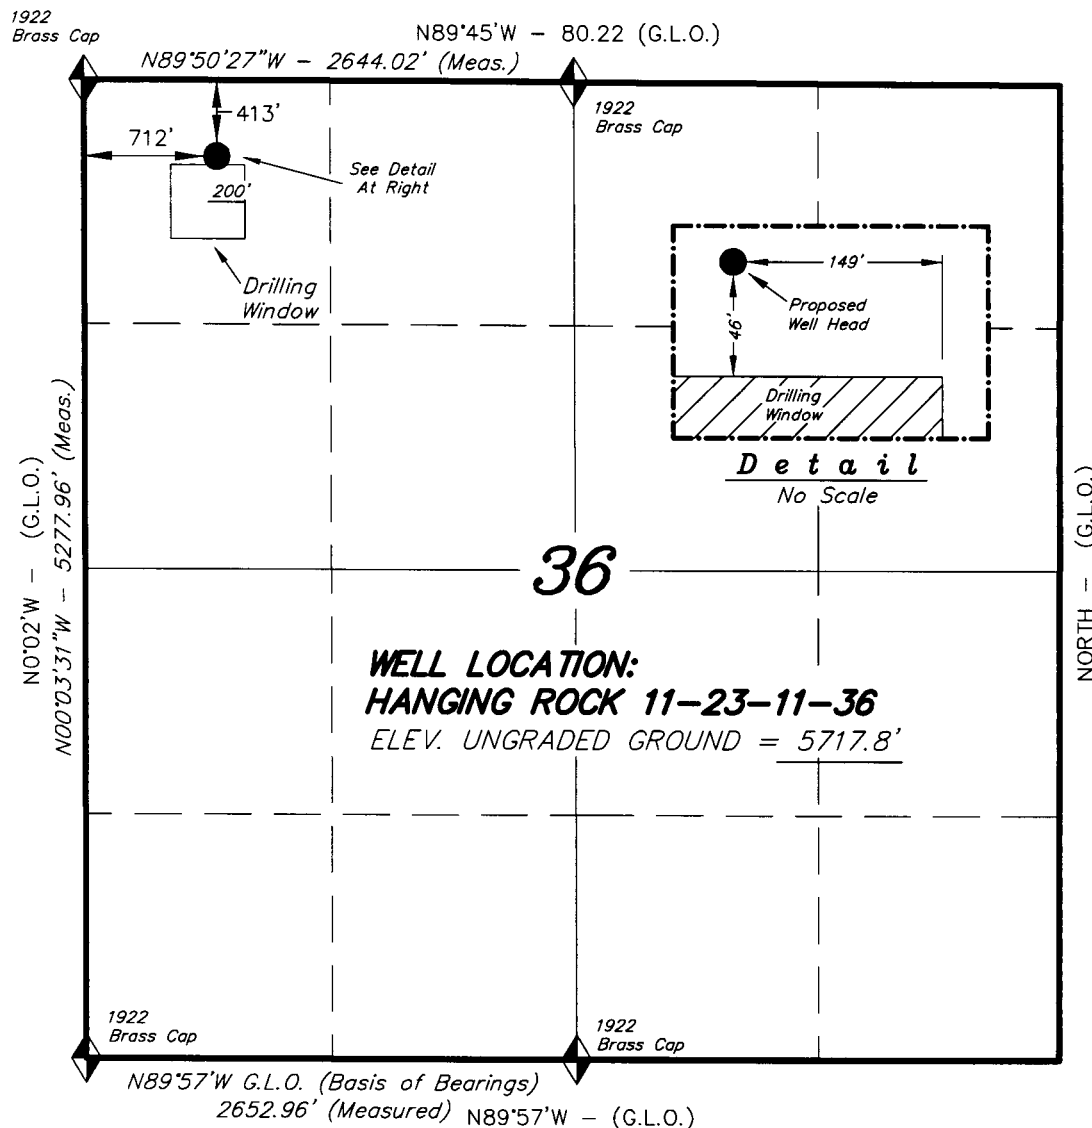 1922
Brass Cap
N89°45'W - 80.22 (G.L.O.)
N89°50'27"W - 2644.02' (Meas.)
1922
Brass Cap
413'
712'
See Detail
At Right
200'
Drilling
Window
149'
46'
Proposed
Well Head
Drilling
Window
Detail
No Scale
N0°02'W - (G.L.O.)
N00°03'31"W - 5277.96' (Meas.)
NORTH - (G.L.O.)
36
WELL LOCATION:
HANGING ROCK 11-23-11-36
ELEV. UNGRADED GROUND = 5717.8'
1922
Brass Cap
1922
Brass Cap
N89°57'W G.L.O. (Basis of Bearings)
2652.96' (Measured)
N89°57'W - (G.L.O.)